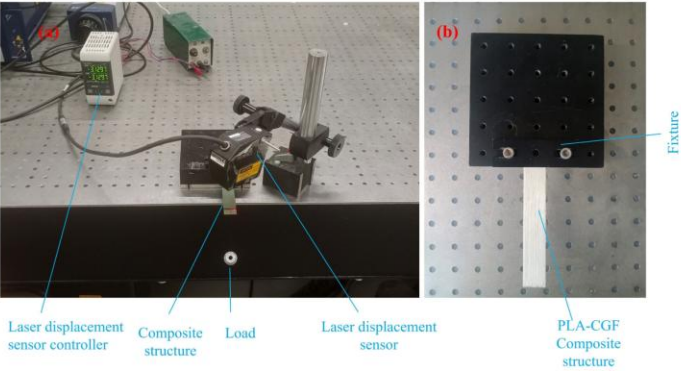 (a)
(b)
Fixture
Laser displacement
sensor controller
Composite
structure
Load
Laser displacement
sensor
PLA-CGF
Composite
structure